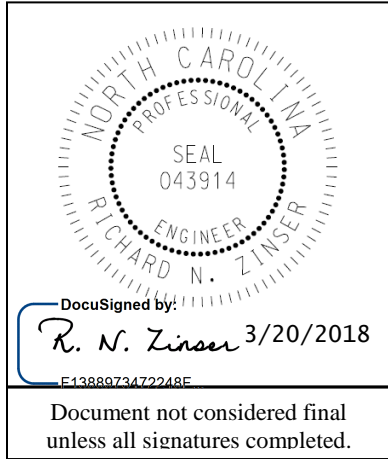 NORTH CAROLINA
PROFESSIONAL
SEAL
043914
ENGINEER
RICHARD N. ZINSER
DocuSigned by:
R. N. Zinser 3/20/2018
F1388973472248F...
Document not considered final
unless all signatures completed.